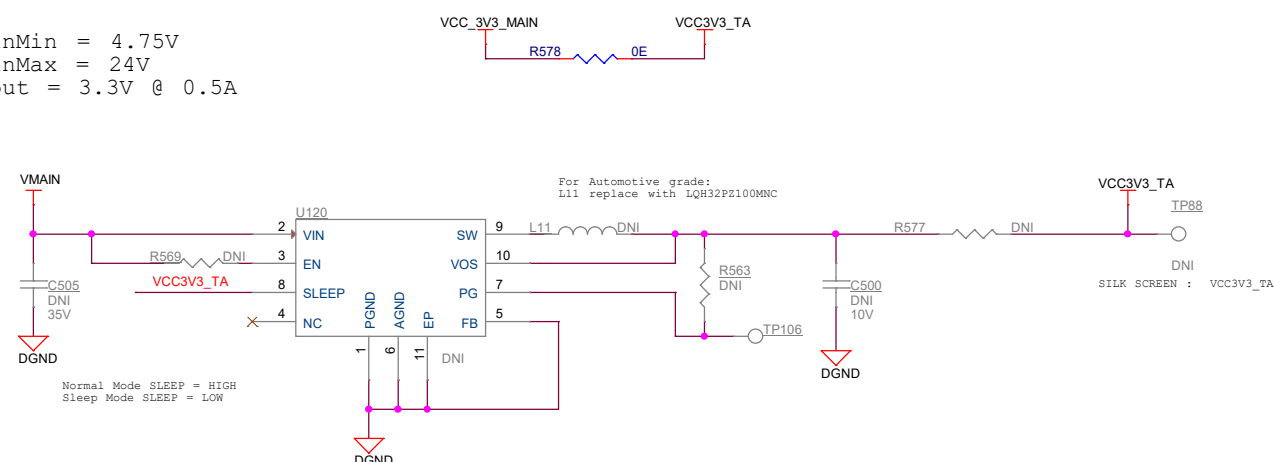 VCC_3V3_MAIN VCC3V3_TA
R578 0E
nMin = 4.75V
nMax = 24V
out = 3.3V @ 0.5A
For Automotive grade:
L11 replace with LQH32PZ100MNC
VMAIN
VCC3V3_TA
TP88
U120
2 VIN SW 9 L11 DNI R577 DNI
R569 DNI 3 EN VOS 10
DNI
VCC3V3_TA 8 SLEEP PG 7
R563
DNI
SILK SCREEN : VCC3V3_TA
C505
DNI
35V
C500
DNI
10V
4 NC PGND AGND EP FB 5
TP106
1 6 11 DNI
DGND
DGND
Normal Mode SLEEP = HIGH
Sleep Mode SLEEP = LOW
DGND